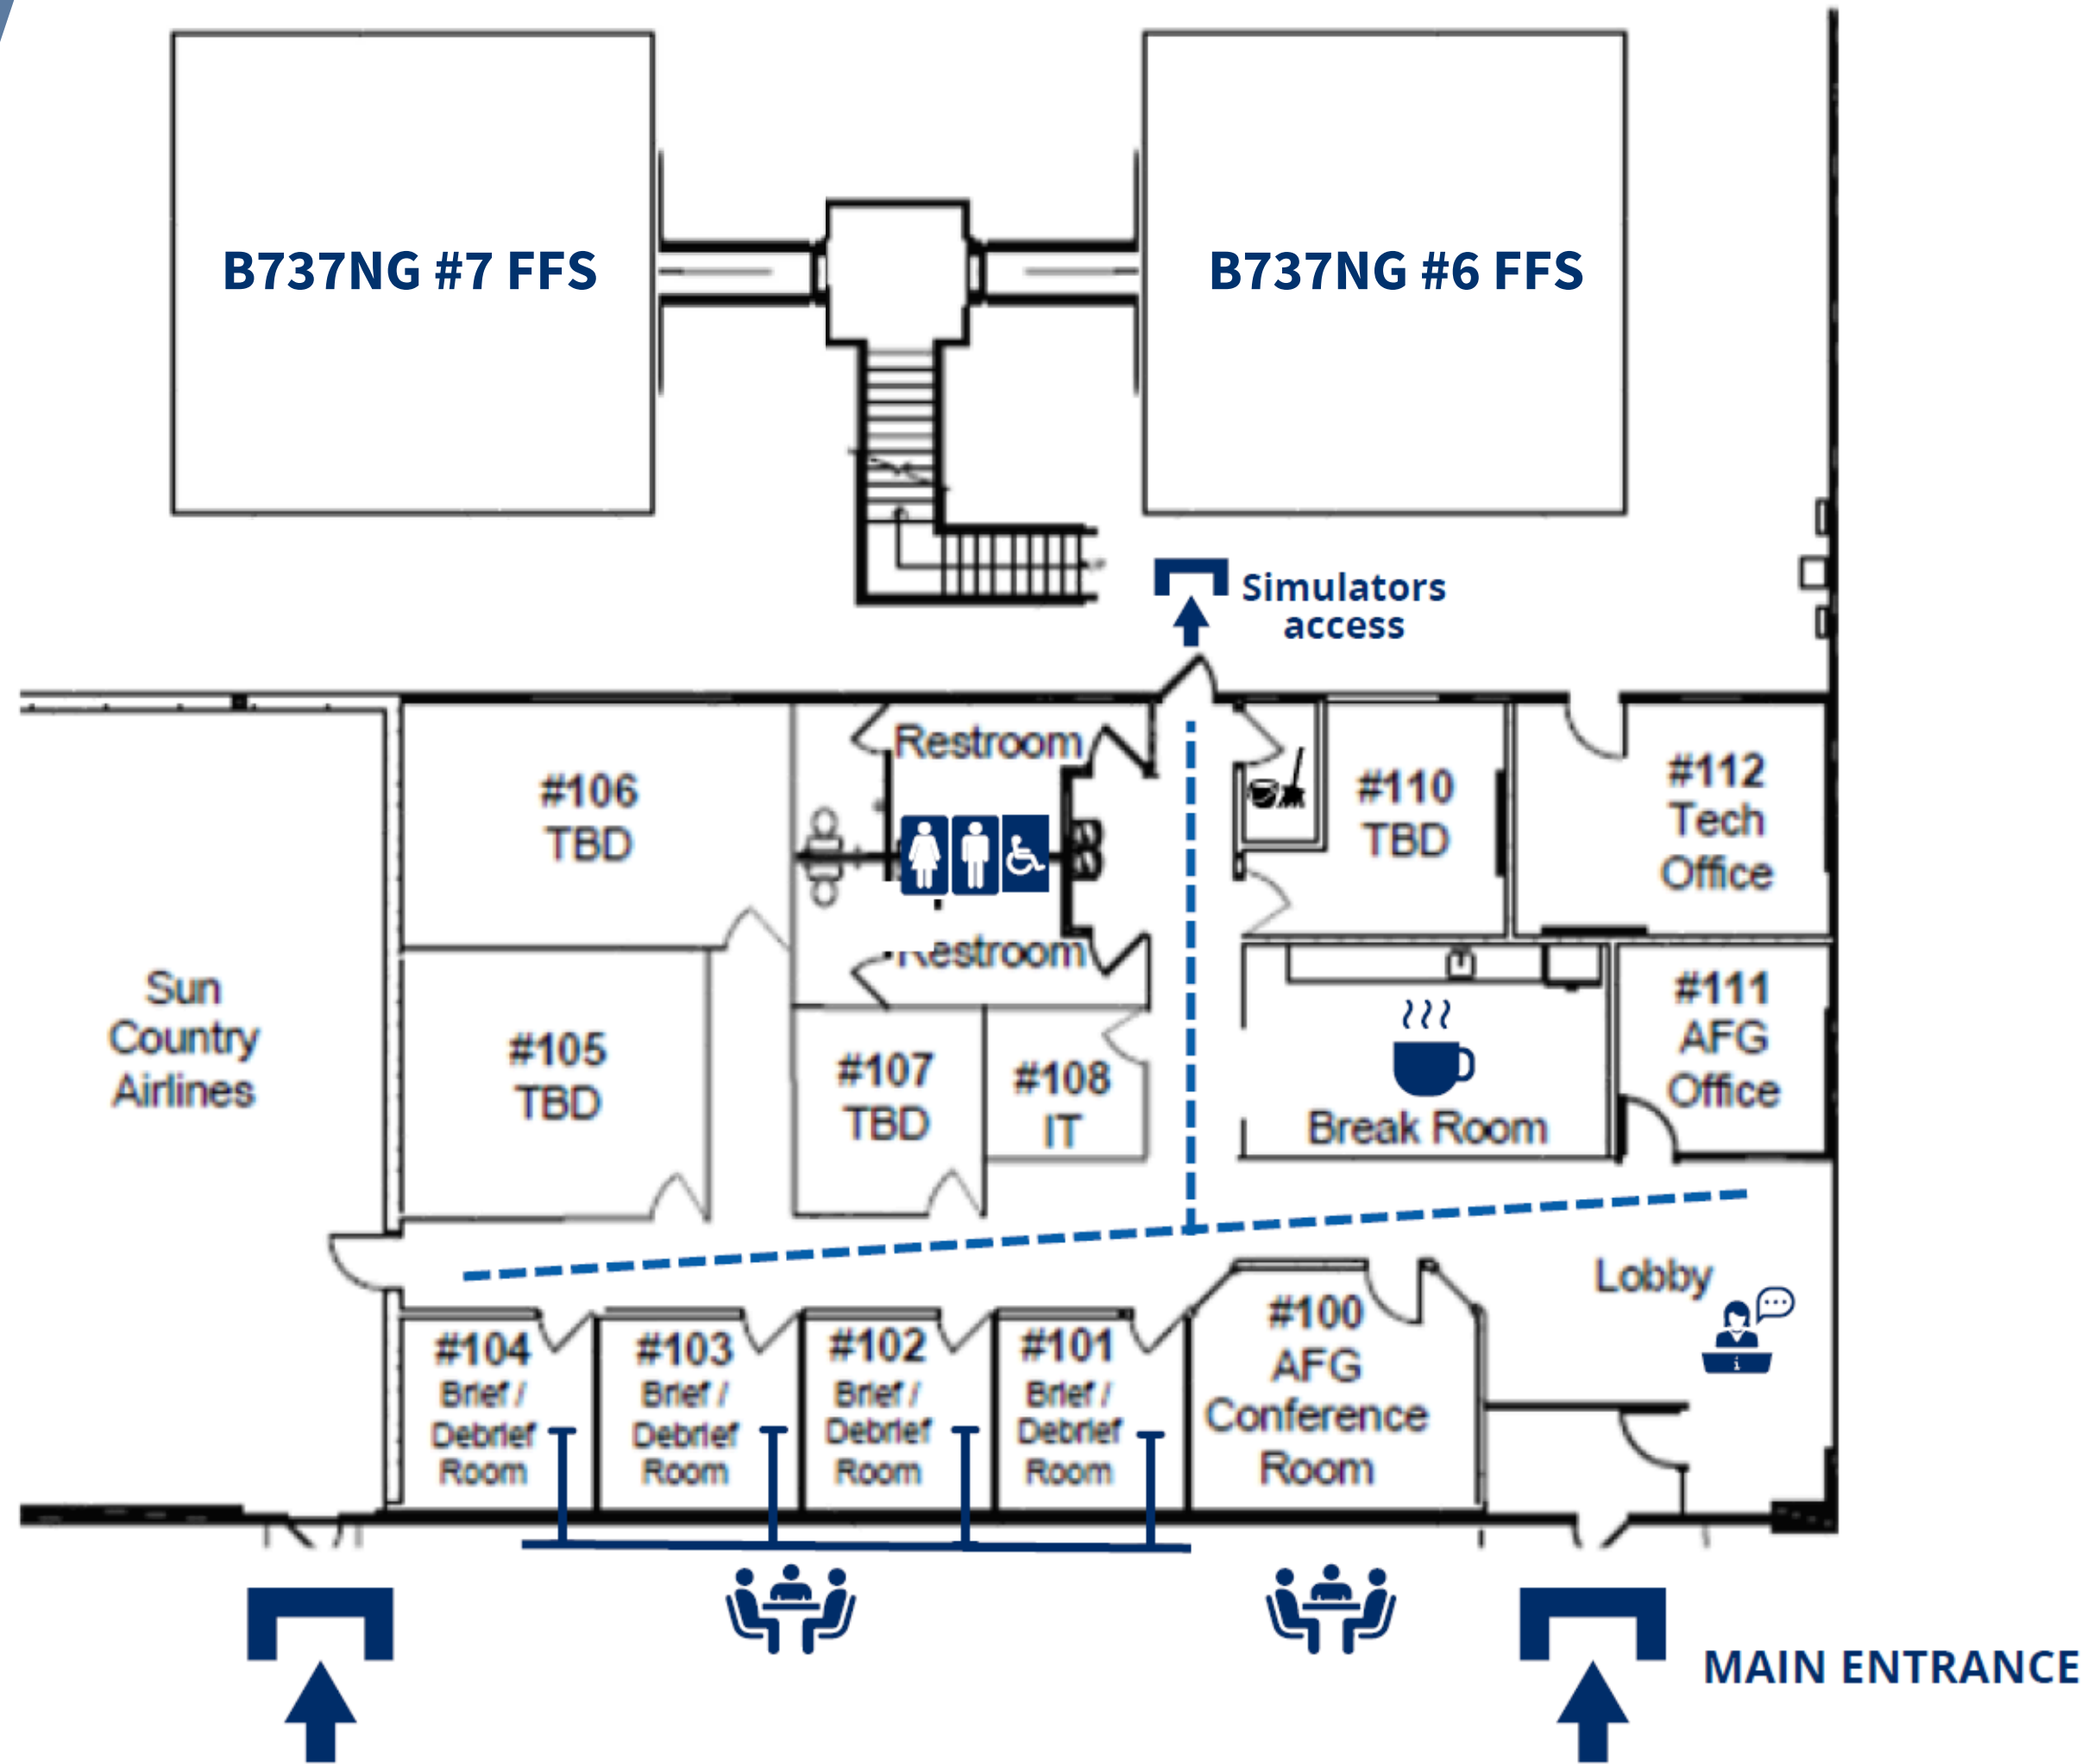 B737NG #7 FFS
B737NG #6 FFS
Simulators
access
Restroom
#106
TBD
#110
TBD
#112
Tech
Office
Restroom
Sun
Country
Airlines
#105
TBD
#107
TBD
#108
IT
Break Room
#111
AFG
Office
Lobby
#104
Brief /
Debrief
Room
#103
Brief /
Debrief
Room
#102
Brief /
Debrief
Room
#101
Brief /
Debrief
Room
#100
AFG
Conference
Room
MAIN ENTRANCE